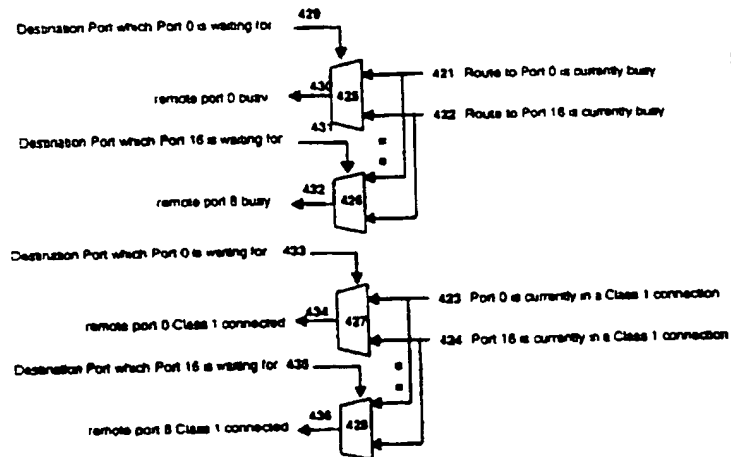 429
Destination Port which Port 0 is waiting for
421 Route to Port 0 is currently busy
430
425
remote port 0 busy
422 Route to Port 16 is currently busy
431
Destination Port which Port 16 is waiting for
432
426
remote port 8 busy
Destination Port which Port 0 is waiting for 433
423 Port 0 is currently in a Class 1 connection
434
427
remote port 0 Class 1 connected
424 Port 16 is currently in a Class 1 connection
Destination Port which Port 16 is waiting for 435
436
428
remote port 8 Class 1 connected